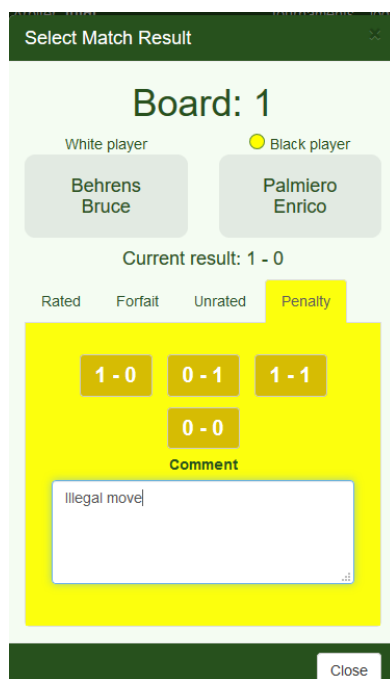 Select Match Result
×
Board: 1
White player
Black player
Behrens
Bruce
Palmiero
Enrico
Current result: 1 - 0
Rated Forfait Unrated Penalty
1 - 0 0 - 1 1 - 1
0 - 0
Comment
Illegal move
Close